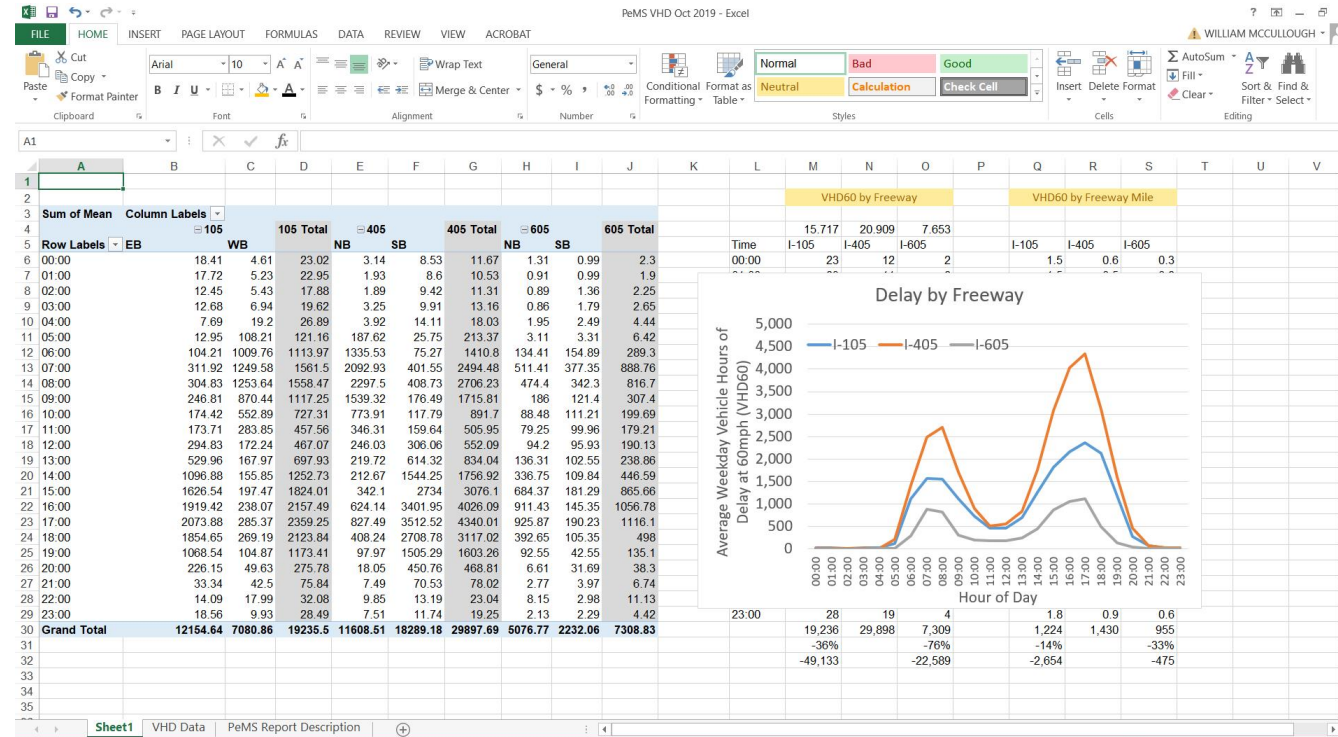 PeMS VHD Oct 2019 - Excel
FILE HOME INSERT PAGE LAYOUT FORMULAS DATA REVIEW VIEW ACROBAT WILLIAM MCCULLOUGH
Cut
Copy
Format Painter
Paste
Clipboard
Arial 10
B I U
Font
Wrap Text
Merge & Center
Alignment
General
$ % ,
Number
Conditional Formatting
Format as Table
Normal Bad Good
Neutral Calculation Check Cell
Styles
Insert Delete Format
Cells
AutoSum
Fill
Clear
Sort & Filter
Find & Select
Editing
A1 fx
A B C D E F G H I J K L M N O P Q R S T U V
1
2 VHD60 by Freeway VHD60 by Freeway Mile
3 Sum of Mean Column Labels
4 105 105 Total 405 405 Total 605 605 Total 15.717 20.909 7.653
5 Row Labels EB WB NB SB NB SB Time I-105 I-405 I-605 I-105 I-405 I-605
6 00:00 18.41 4.61 23.02 3.14 8.53 11.67 1.31 0.99 2.3 00:00 23 12 2 1.5 0.6 0.3
7 01:00 17.72 5.23 22.95 1.93 8.6 10.53 0.91 0.99 1.9
8 02:00 12.45 5.43 17.88 1.89 9.42 11.31 0.89 1.36 2.25
9 03:00 12.68 6.94 19.62 3.25 9.91 13.16 0.86 1.79 2.65
10 04:00 7.69 19.2 26.89 3.92 14.11 18.03 1.95 2.49 4.44
11 05:00 12.95 108.21 121.16 187.62 25.75 213.37 3.11 3.31 6.42
12 06:00 104.21 1009.76 1113.97 1335.53 75.27 1410.8 134.41 154.89 289.3
13 07:00 311.92 1249.58 1561.5 2092.93 401.55 2494.48 511.41 377.35 888.76
14 08:00 304.83 1253.64 1558.47 2297.5 408.73 2706.23 474.4 342.3 816.7
15 09:00 246.81 870.44 1117.25 1539.32 176.49 1715.81 186 121.4 307.4
16 10:00 174.42 552.89 727.31 773.91 117.79 891.7 88.48 111.21 199.69
17 11:00 173.71 283.85 457.56 346.31 159.64 505.95 79.25 99.96 179.21
18 12:00 294.83 172.24 467.07 246.03 306.06 552.09 94.2 95.93 190.13
19 13:00 529.96 167.97 697.93 219.72 614.32 834.04 136.31 102.55 238.86
20 14:00 1096.88 155.85 1252.73 212.67 1544.25 1756.92 336.75 109.84 446.59
21 15:00 1626.54 197.47 1824.01 342.1 2734 3076.1 684.37 181.29 865.66
22 16:00 1919.42 238.07 2157.49 624.14 3401.95 4026.09 911.43 145.35 1056.78
23 17:00 2073.88 285.37 2359.25 827.49 3512.52 4340.01 925.87 190.23 1116.1
24 18:00 1854.65 269.19 2123.84 408.24 2708.78 3117.02 392.65 105.35 498
25 19:00 1068.54 104.87 1173.41 97.97 1505.29 1603.26 92.55 42.55 135.1
26 20:00 226.15 49.63 275.78 18.05 450.76 468.81 6.61 31.69 38.3
27 21:00 33.34 42.5 75.84 7.49 70.53 78.02 2.77 3.97 6.74
28 22:00 14.09 17.99 32.08 9.85 13.19 23.04 8.15 2.98 11.13
29 23:00 18.56 9.93 28.49 7.51 11.74 19.25 2.13 2.29 4.42 23:00 28 19 4 1.8 0.9 0.6
30 Grand Total 12154.64 7080.86 19235.5 11608.51 18289.18 29897.69 5076.77 2232.06 7308.83 19,236 29,898 7,309 1,224 1,430 955
31 -36% -76% -14% -33%
32 -49,133 -22,589 -2,654 -475
33
34
35
Delay by Freeway
I-105 I-405 I-605
Average Weekday Vehicle Hours of
Delay at 60mph (VHD60)
5,000
4,500
4,000
3,500
3,000
2,500
2,000
1,500
1,000
500
0
00:00 01:00 02:00 03:00 04:00 05:00 06:00 07:00 08:00 09:00 10:00 11:00 12:00 13:00 14:00 15:00 16:00 17:00 18:00 19:00 20:00 21:00 22:00 23:00
Hour of Day
Sheet1 VHD Data PeMS Report Description